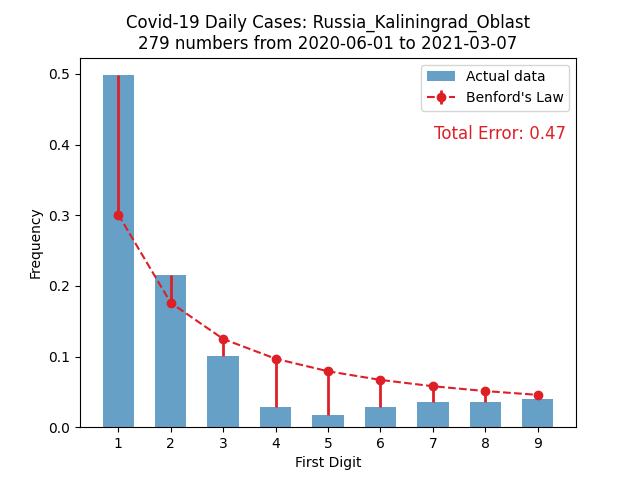 Covid-19 Daily Cases: Russia_Kaliningrad_Oblast
279 numbers from 2020-06-01 to 2021-03-07
Actual data
Benford's Law
Total Error: 0.47
Frequency
0.5
0.4
0.3
0.2
0.1
0.0
1 2 3 4 5 6 7 8 9
First Digit